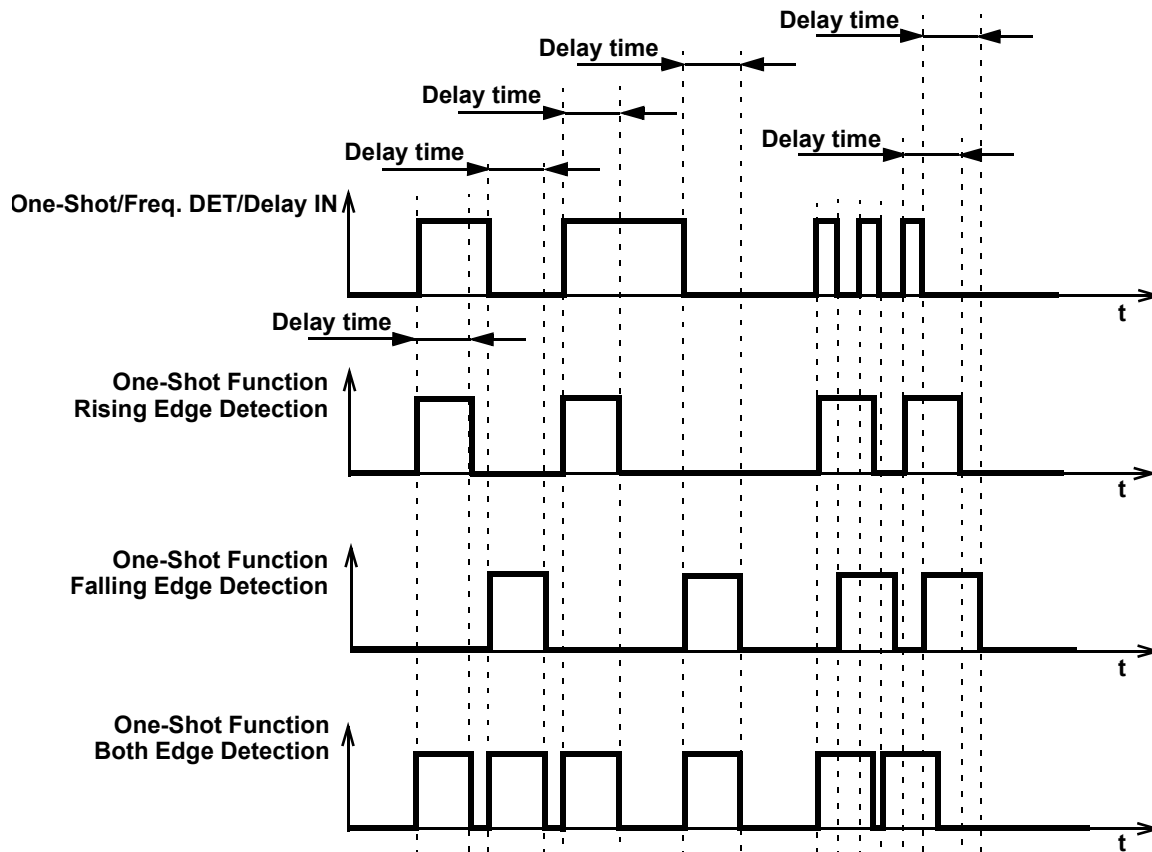 Delay time
Delay time
Delay time
Delay time
Delay time
One-Shot/Freq. DET/Delay IN
t
Delay time
One-Shot Function
Rising Edge Detection
t
One-Shot Function
Falling Edge Detection
t
One-Shot Function
Both Edge Detection
t